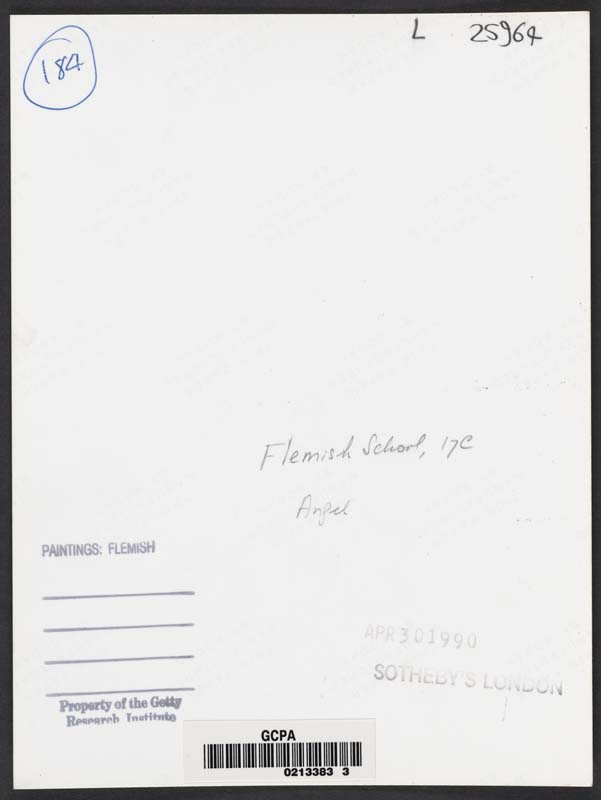 L 25964
184
Flemish School, 17C
Angel
PAINTINGS: FLEMISH
APR 30 1990
SOTHEBY'S LONDON
Property of the Getty
Research Institute
GCPA
0213383 3